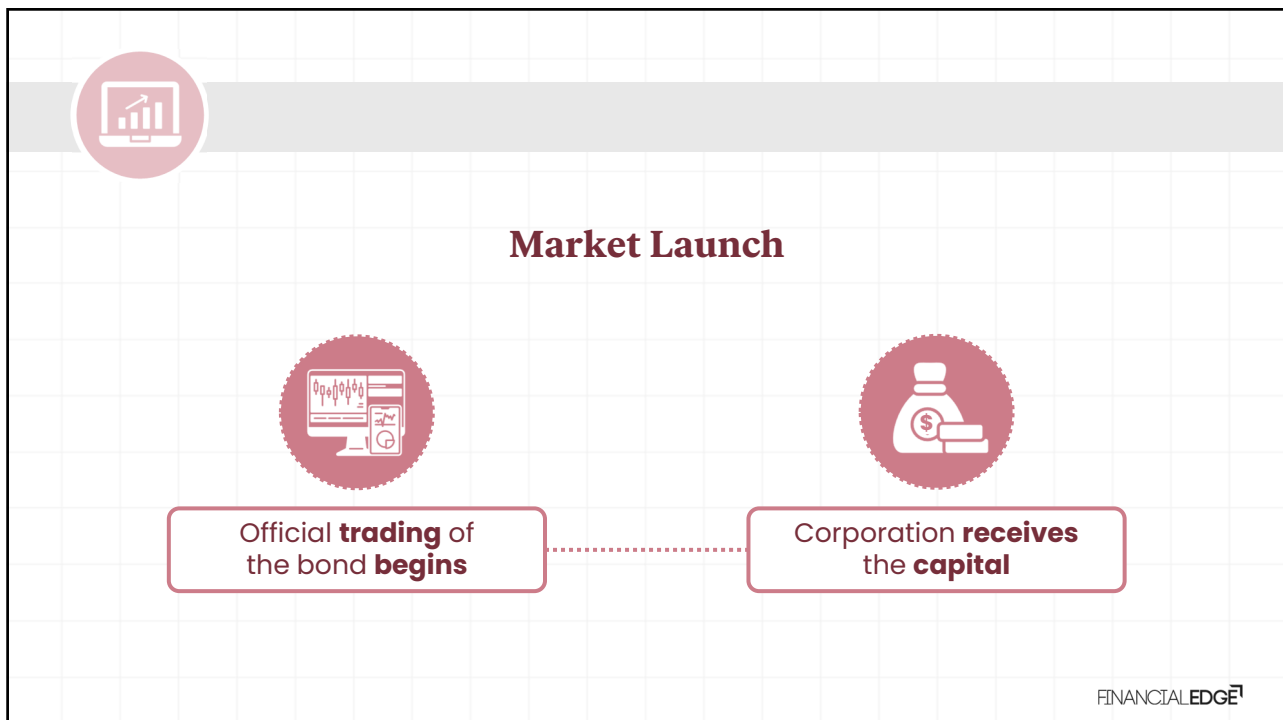 Market Launch
$
$
Official trading of
the bond begins
Corporation receives
the capital
FINANCIALEDGE